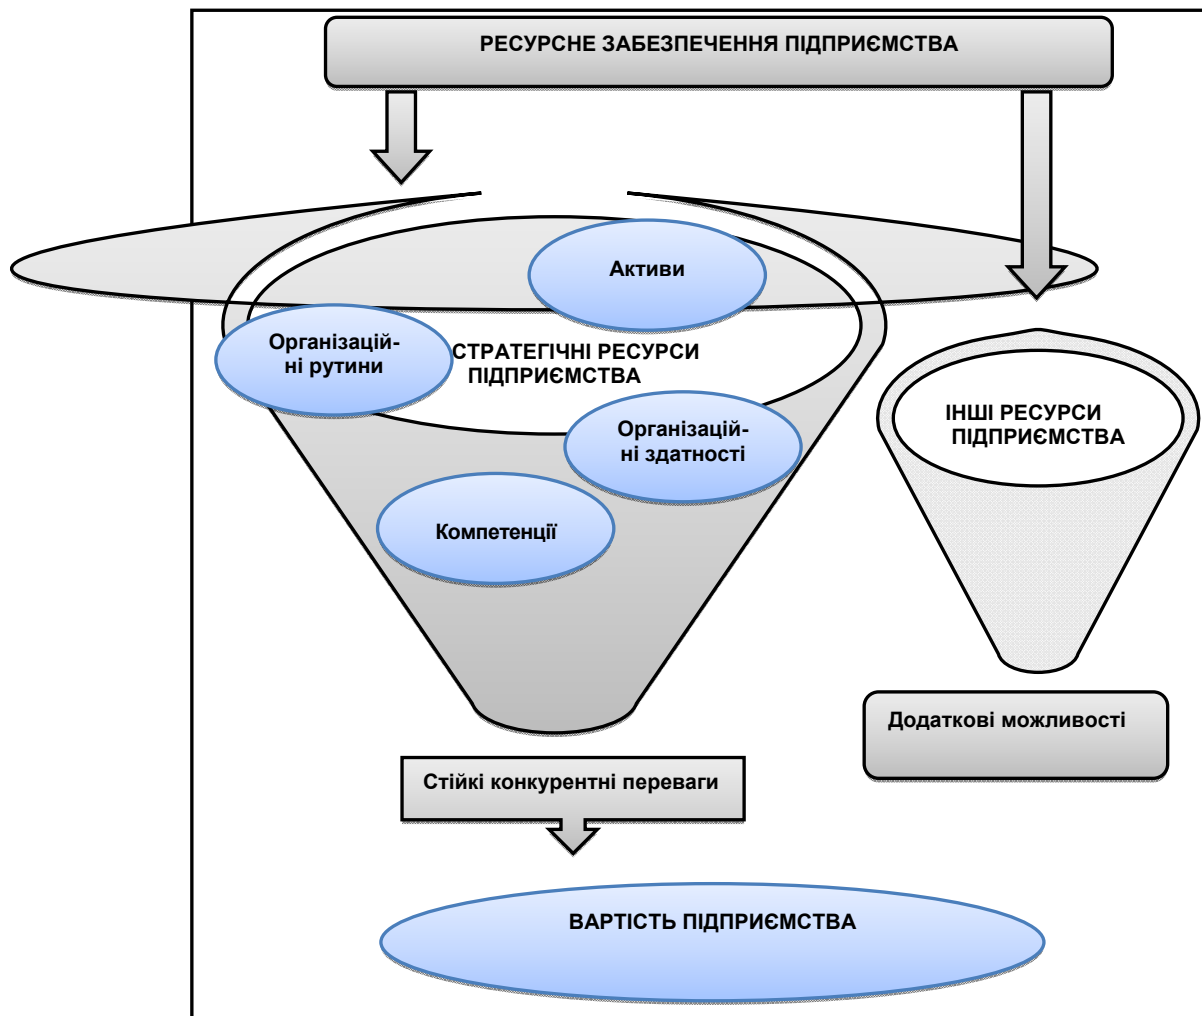 РЕСУРСНЕ ЗАБЕЗПЕЧЕННЯ ПІДПРИЄМСТВА
Активи
Організацій-
ні рутини
СТРАТЕГІЧНІ РЕСУРСИ
ПІДПРИЄМСТВА
Організацій-
ні здатності
Компетенції
ІНШІ РЕСУРСИ
ПІДПРИЄМСТВА
Додаткові можливості
Стійкі конкурентні переваги
ВАРТІСТЬ ПІДПРИЄМСТВА